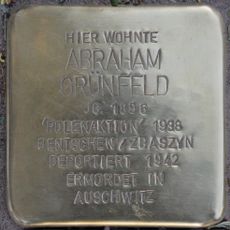 HIER WOHNTE
ABRAHAM
GRÜNFELD
JG. 1896
'POLENAKTION' 1938
BENTSCHEN/ZBASZYN
DEPORTIERT 1942
ERMORDET IN
AUSCHWITZ